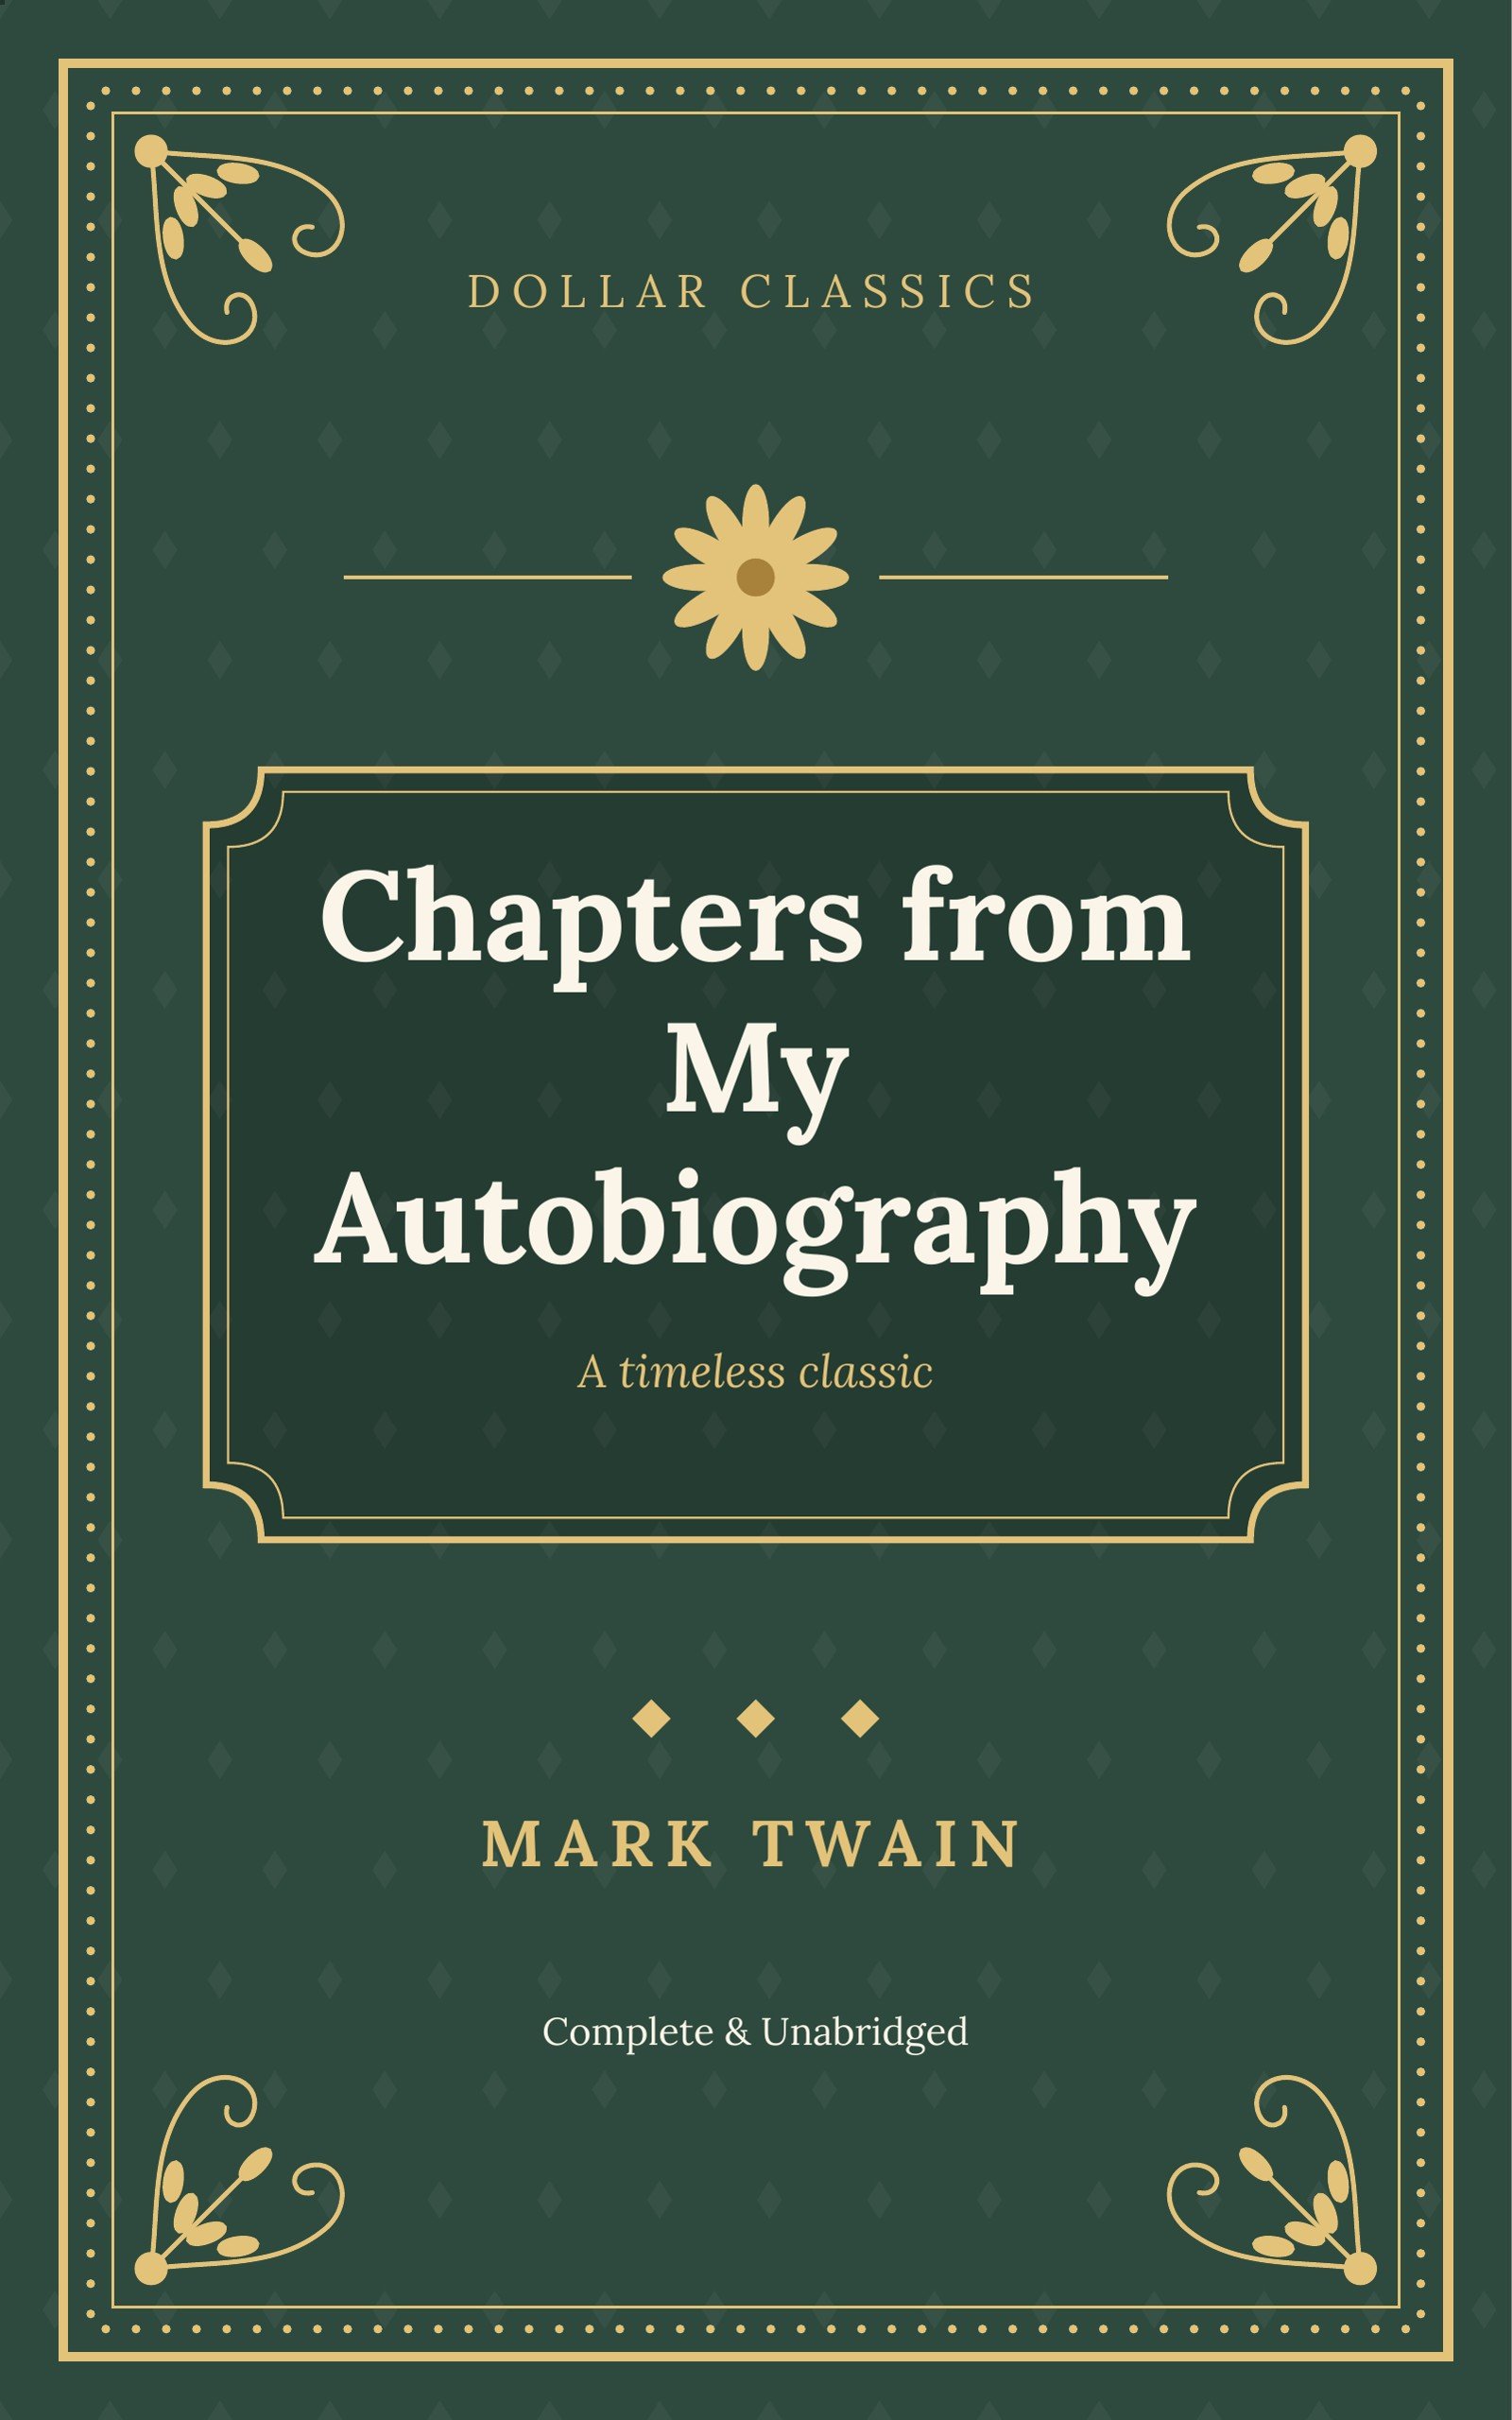 DOLLAR CLASSICS
Chapters from
My
Autobiography
A timeless classic
MARK TWAIN
Complete & Unabridged